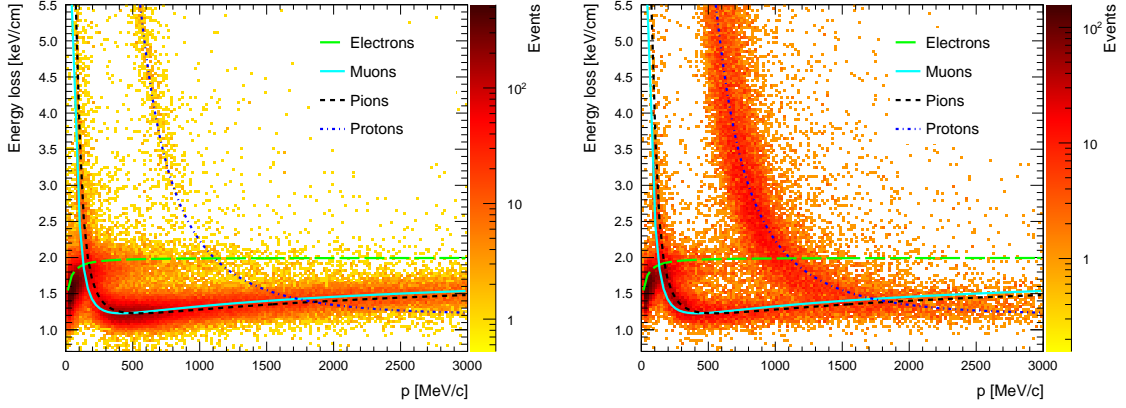 Energy loss [keV/cm]
5.5
5.0
4.5
4.0
3.5
3.0
2.5
2.0
1.5
1.0
0 500 1000 1500 2000 2500 3000
p [MeV/c]
Electrons
Muons
Pions
Protons
Events
10²
10
1
Energy loss [keV/cm]
5.5
5.0
4.5
4.0
3.5
3.0
2.5
2.0
1.5
1.0
0 500 1000 1500 2000 2500 3000
p [MeV/c]
Electrons
Muons
Pions
Protons
Events
10²
10
1